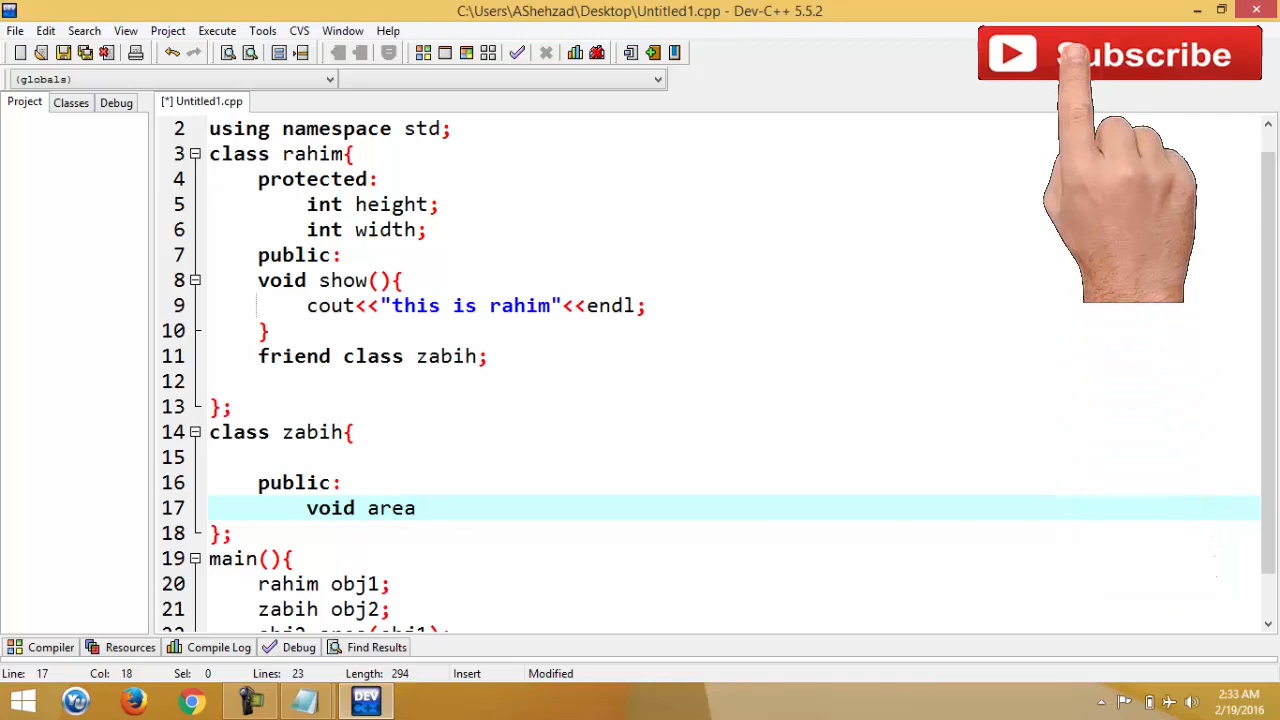 C:\Users\AShehzad\Desktop\Untitled1.cpp - Dev-C++ 5.5.2
File Edit Search View Project Execute Tools CVS Window Help
(globals)
Subscribe
Project Classes Debug [*] Untitled1.cpp
2 using namespace std;
3 class rahim{
4 protected:
5 int height;
6 int width;
7 public:
8 void show(){
9 cout<<"this is rahim"<<endl;
10 }
11 friend class zabih;
12
13 };
14 class zabih{
15
16 public:
17 void area
18 };
19 main(){
20 rahim obj1;
21 zabih obj2;
22 obj2.area(obj1);
Compiler Resources Compile Log Debug Find Results
Line: 17 Col: 18 Sel: 0 Lines: 23 Length: 294 Insert Modified
DEV
2:33 AM
2/19/2016